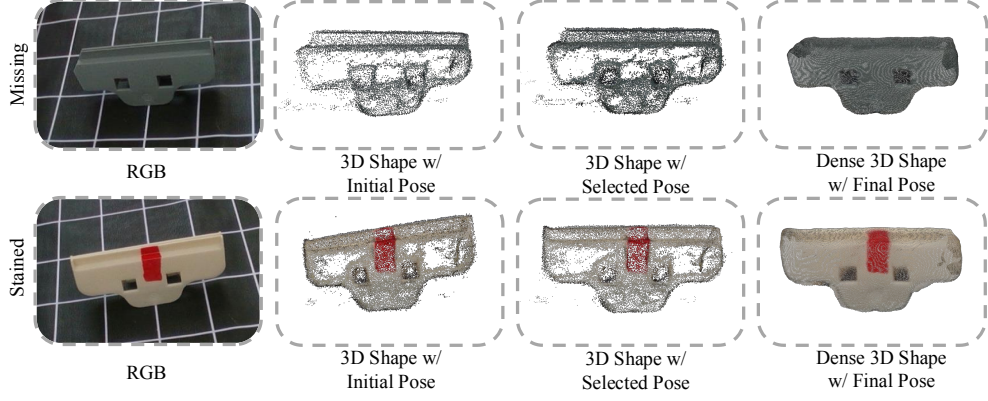 Missing
RGB
3D Shape w/
Initial Pose
3D Shape w/
Selected Pose
Dense 3D Shape
w/ Final Pose
Stained
RGB
3D Shape w/
Initial Pose
3D Shape w/
Selected Pose
Dense 3D Shape
w/ Final Pose